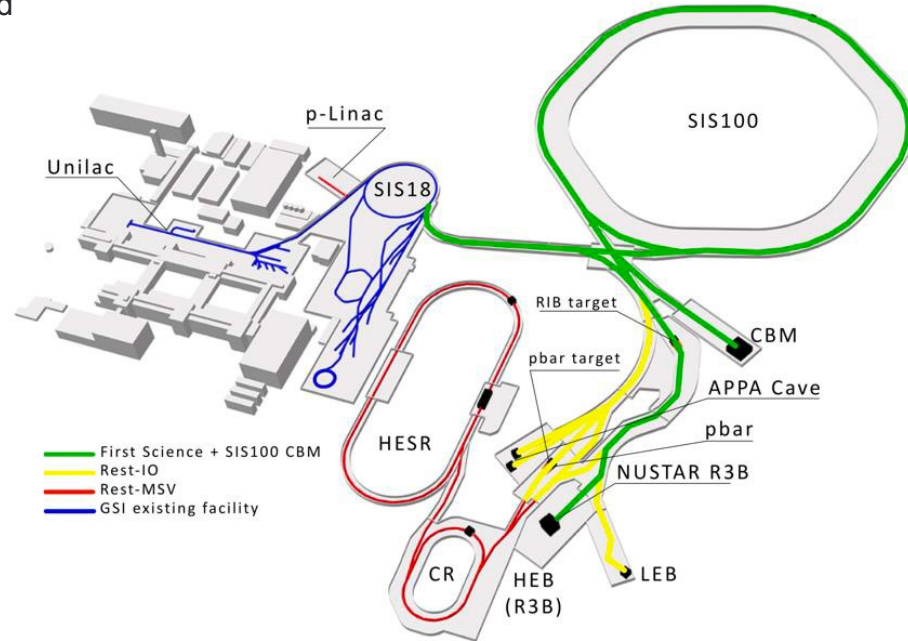 d
p-Linac
SIS100
Unilac
SIS18
RIB target
CBM
pbar target
APPA Cave
HESR
pbar
First Science + SIS100 CBM
Rest-IO
NUSTAR R3B
Rest-MSV
GSI existing facility
CR
HEB
(R3B)
LEB